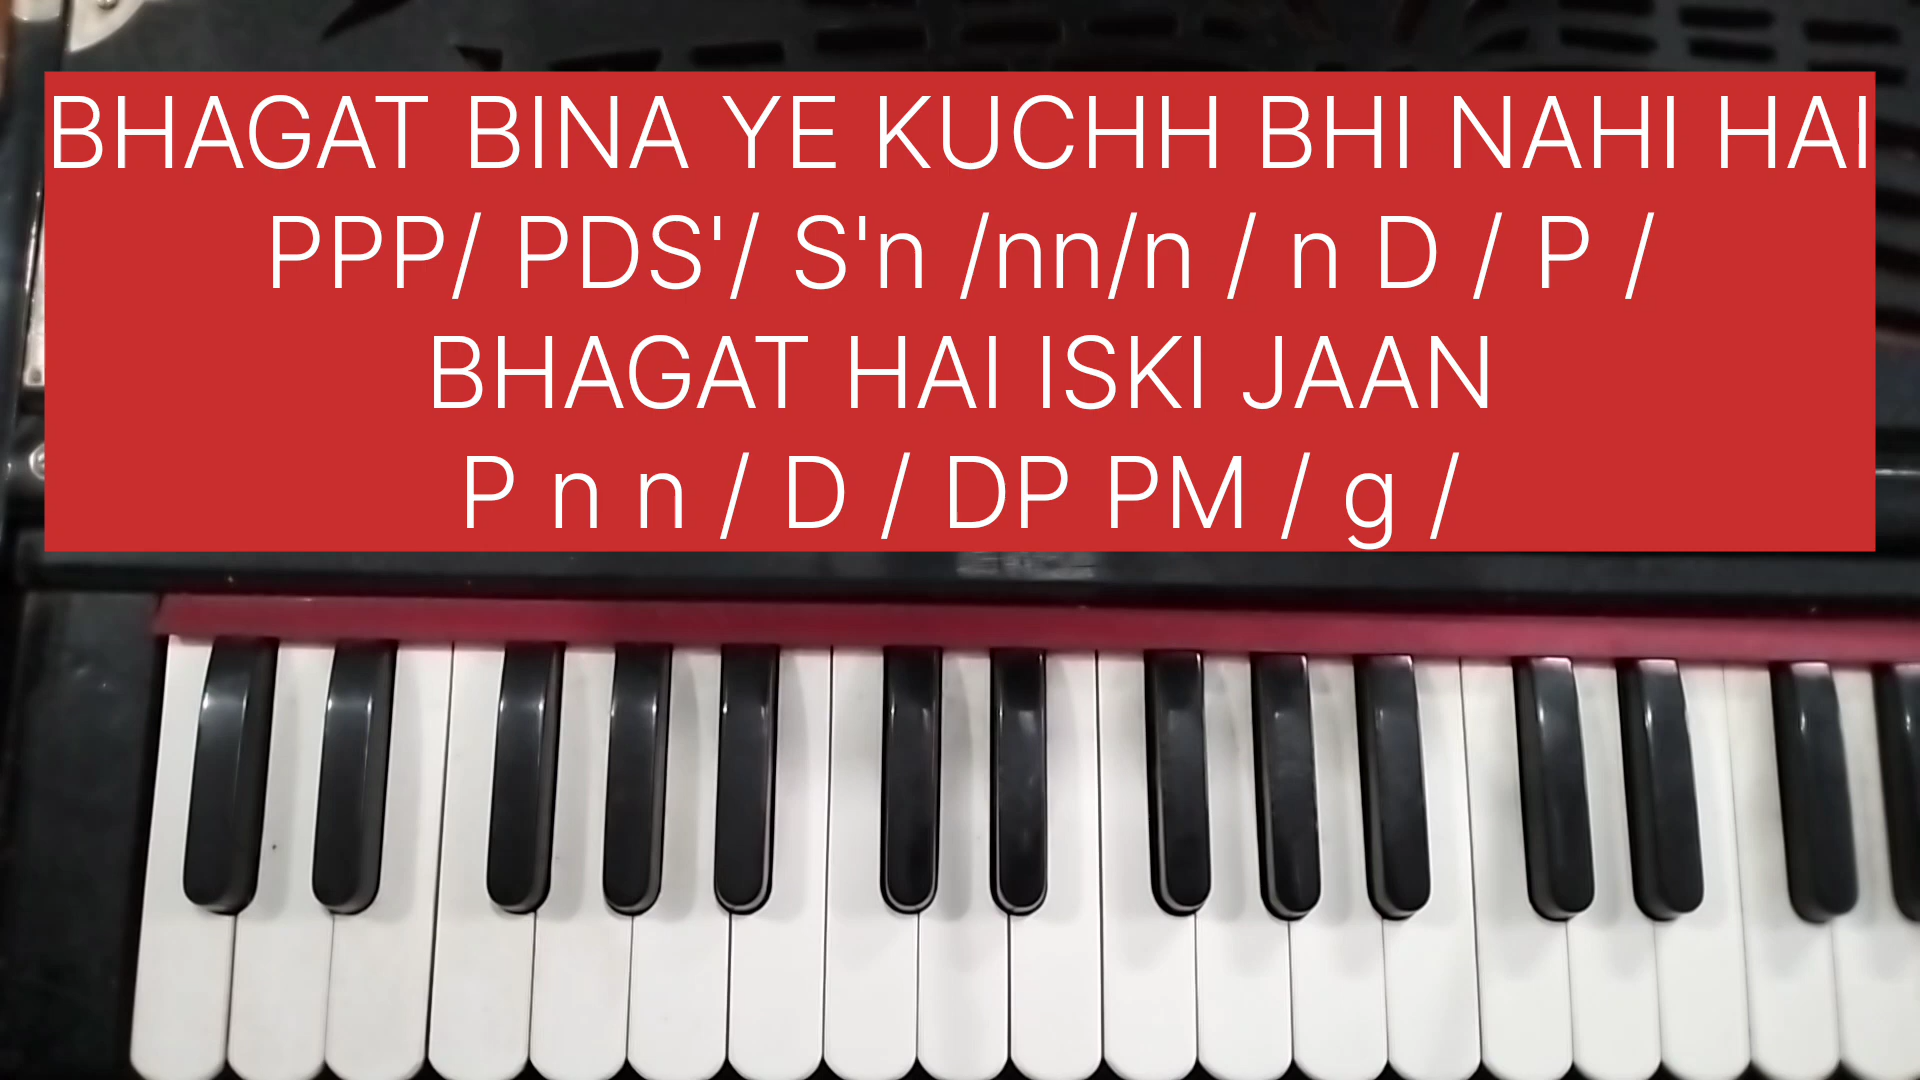 BHAGAT BINA YE KUCHH BHI NAHI HAI
PPP/ PDS'/ S'n /nn/n / n D / P /
BHAGAT HAI ISKI JAAN
P n n / D / DP PM / g /